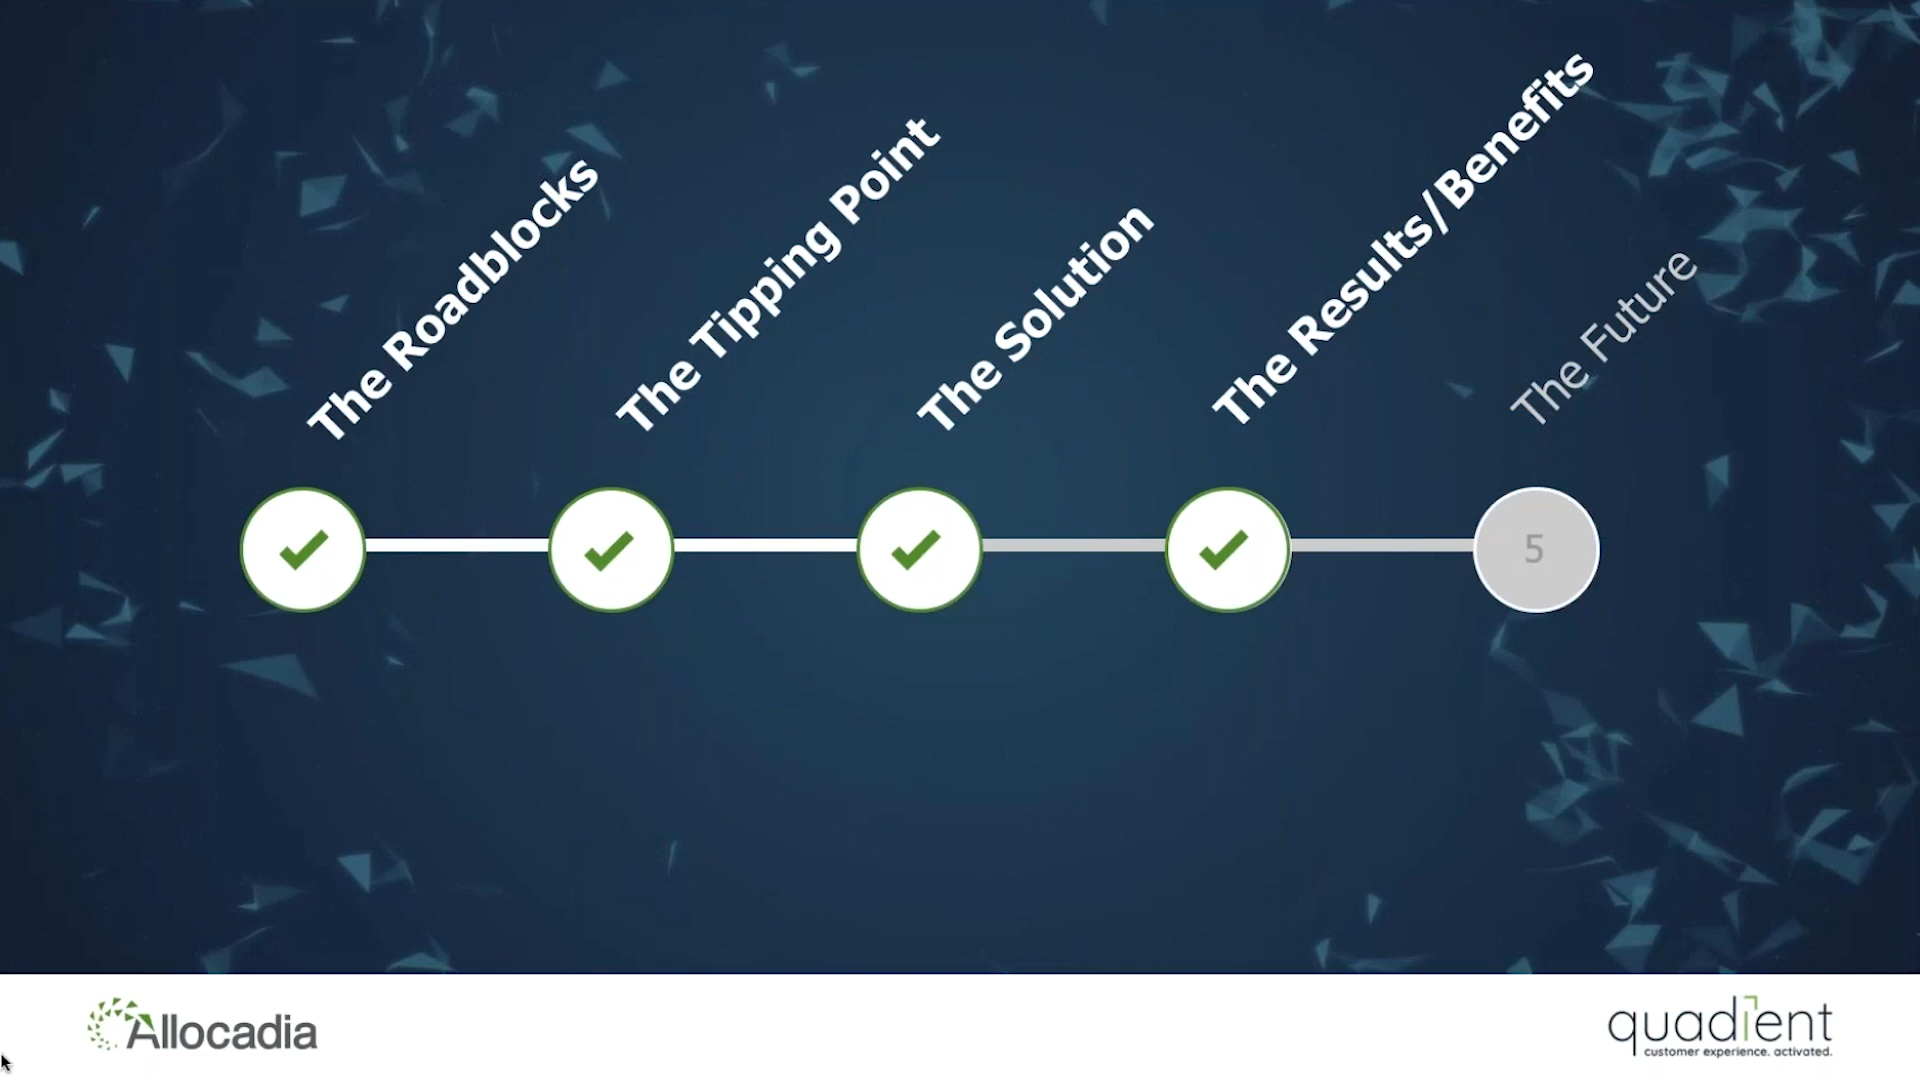 The Roadblocks
The Tipping Point
The Solution
The Results/Benefits
The Future
5
Allocadia
quadient
customer experience. activated.